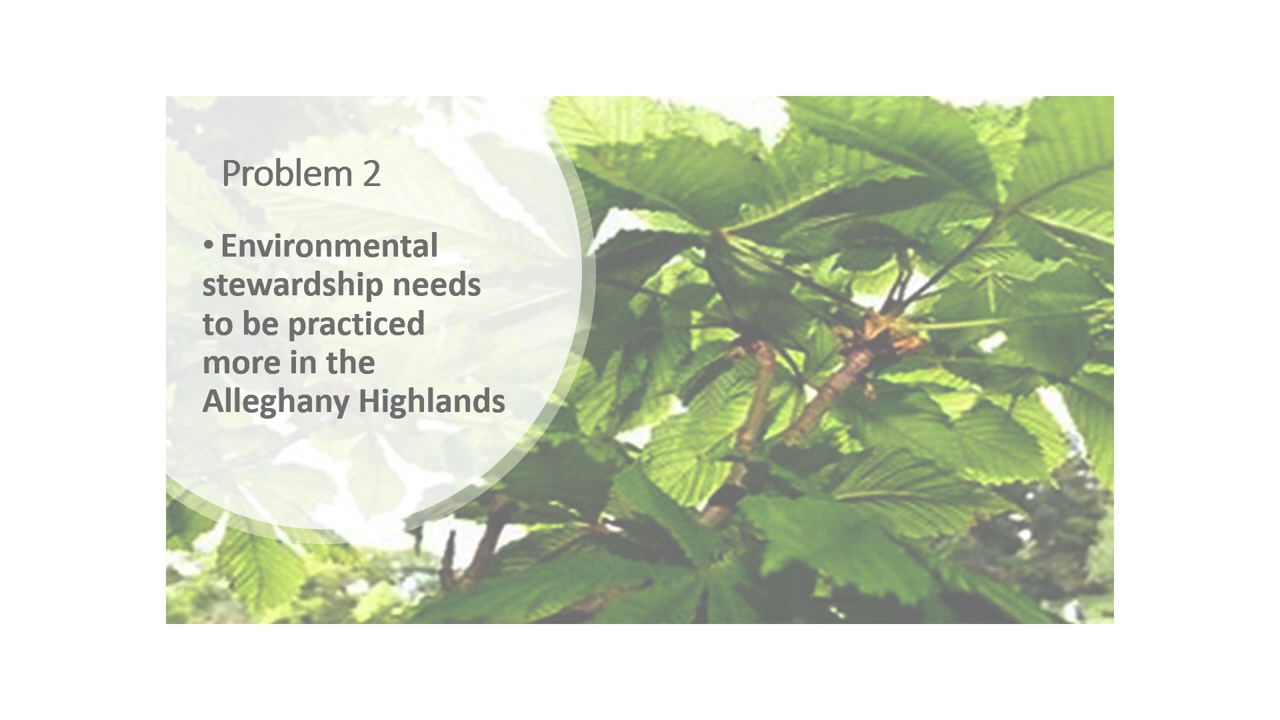 Problem 2
• Environmental
stewardship needs
to be practiced
more in the
Alleghany Highlands